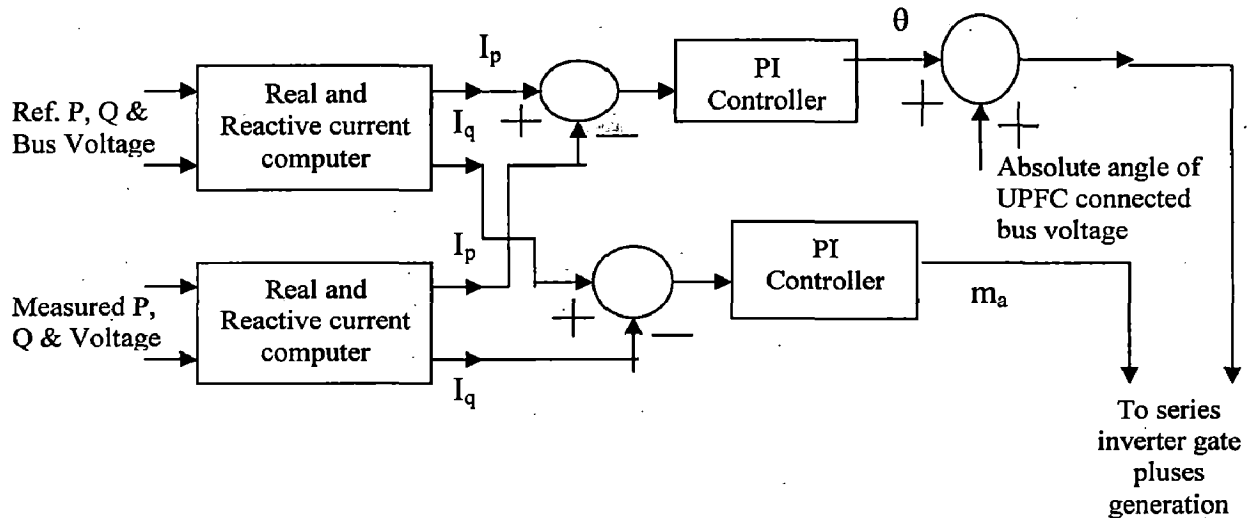 Ref. P, Q &
Bus Voltage
Real and
Reactive current
computer
I_p
I_q
+
−
PI
Controller
θ
+
+
Absolute angle of
UPFC connected
bus voltage
Measured P,
Q & Voltage
Real and
Reactive current
computer
I_p
I_q
+
−
PI
Controller
m_a
To series
inverter gate
pluses
generation